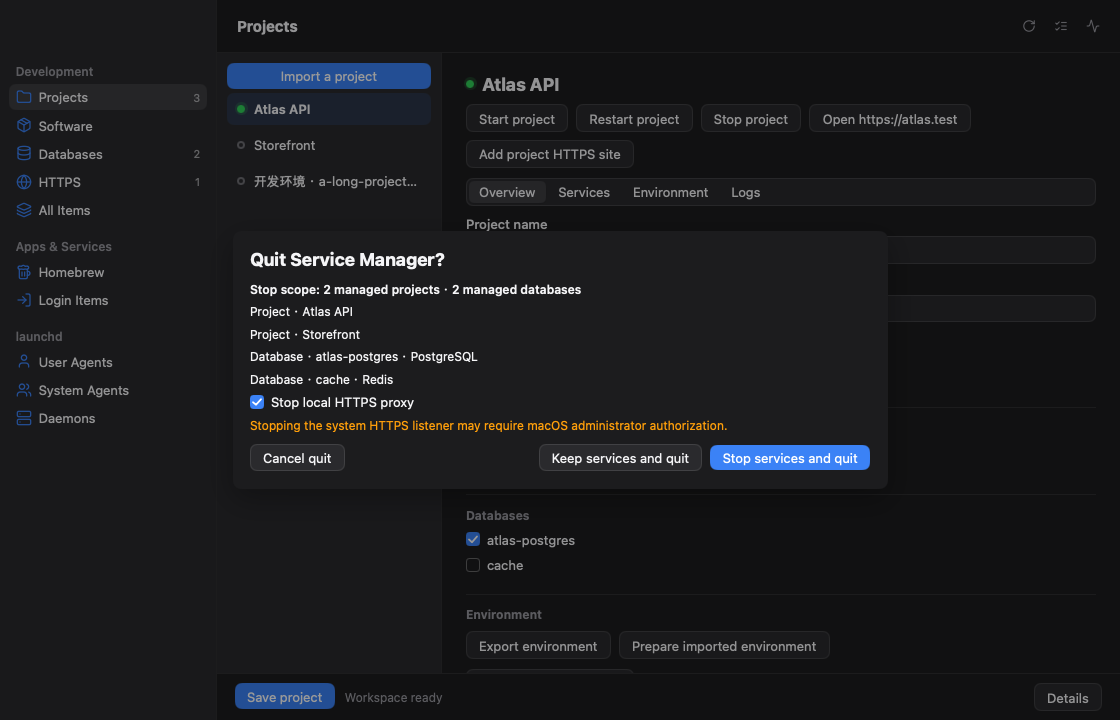 Projects
Development
Projects 3
Software
Databases 2
HTTPS 1
All Items
Apps & Services
Homebrew
Login Items
launchd
User Agents
System Agents
Daemons
Import a project
Atlas API
Storefront
开发环境 · a-long-project...
Atlas API
Start project Restart project Stop project Open https://atlas.test
Add project HTTPS site
Overview Services Environment Logs
Project name
Quit Service Manager?
Stop scope: 2 managed projects · 2 managed databases
Project · Atlas API
Project · Storefront
Database · atlas-postgres · PostgreSQL
Database · cache · Redis
Stop local HTTPS proxy
Stopping the system HTTPS listener may require macOS administrator authorization.
Cancel quit Keep services and quit Stop services and quit
Databases
atlas-postgres
cache
Environment
Export environment Prepare imported environment
Save project Workspace ready Details